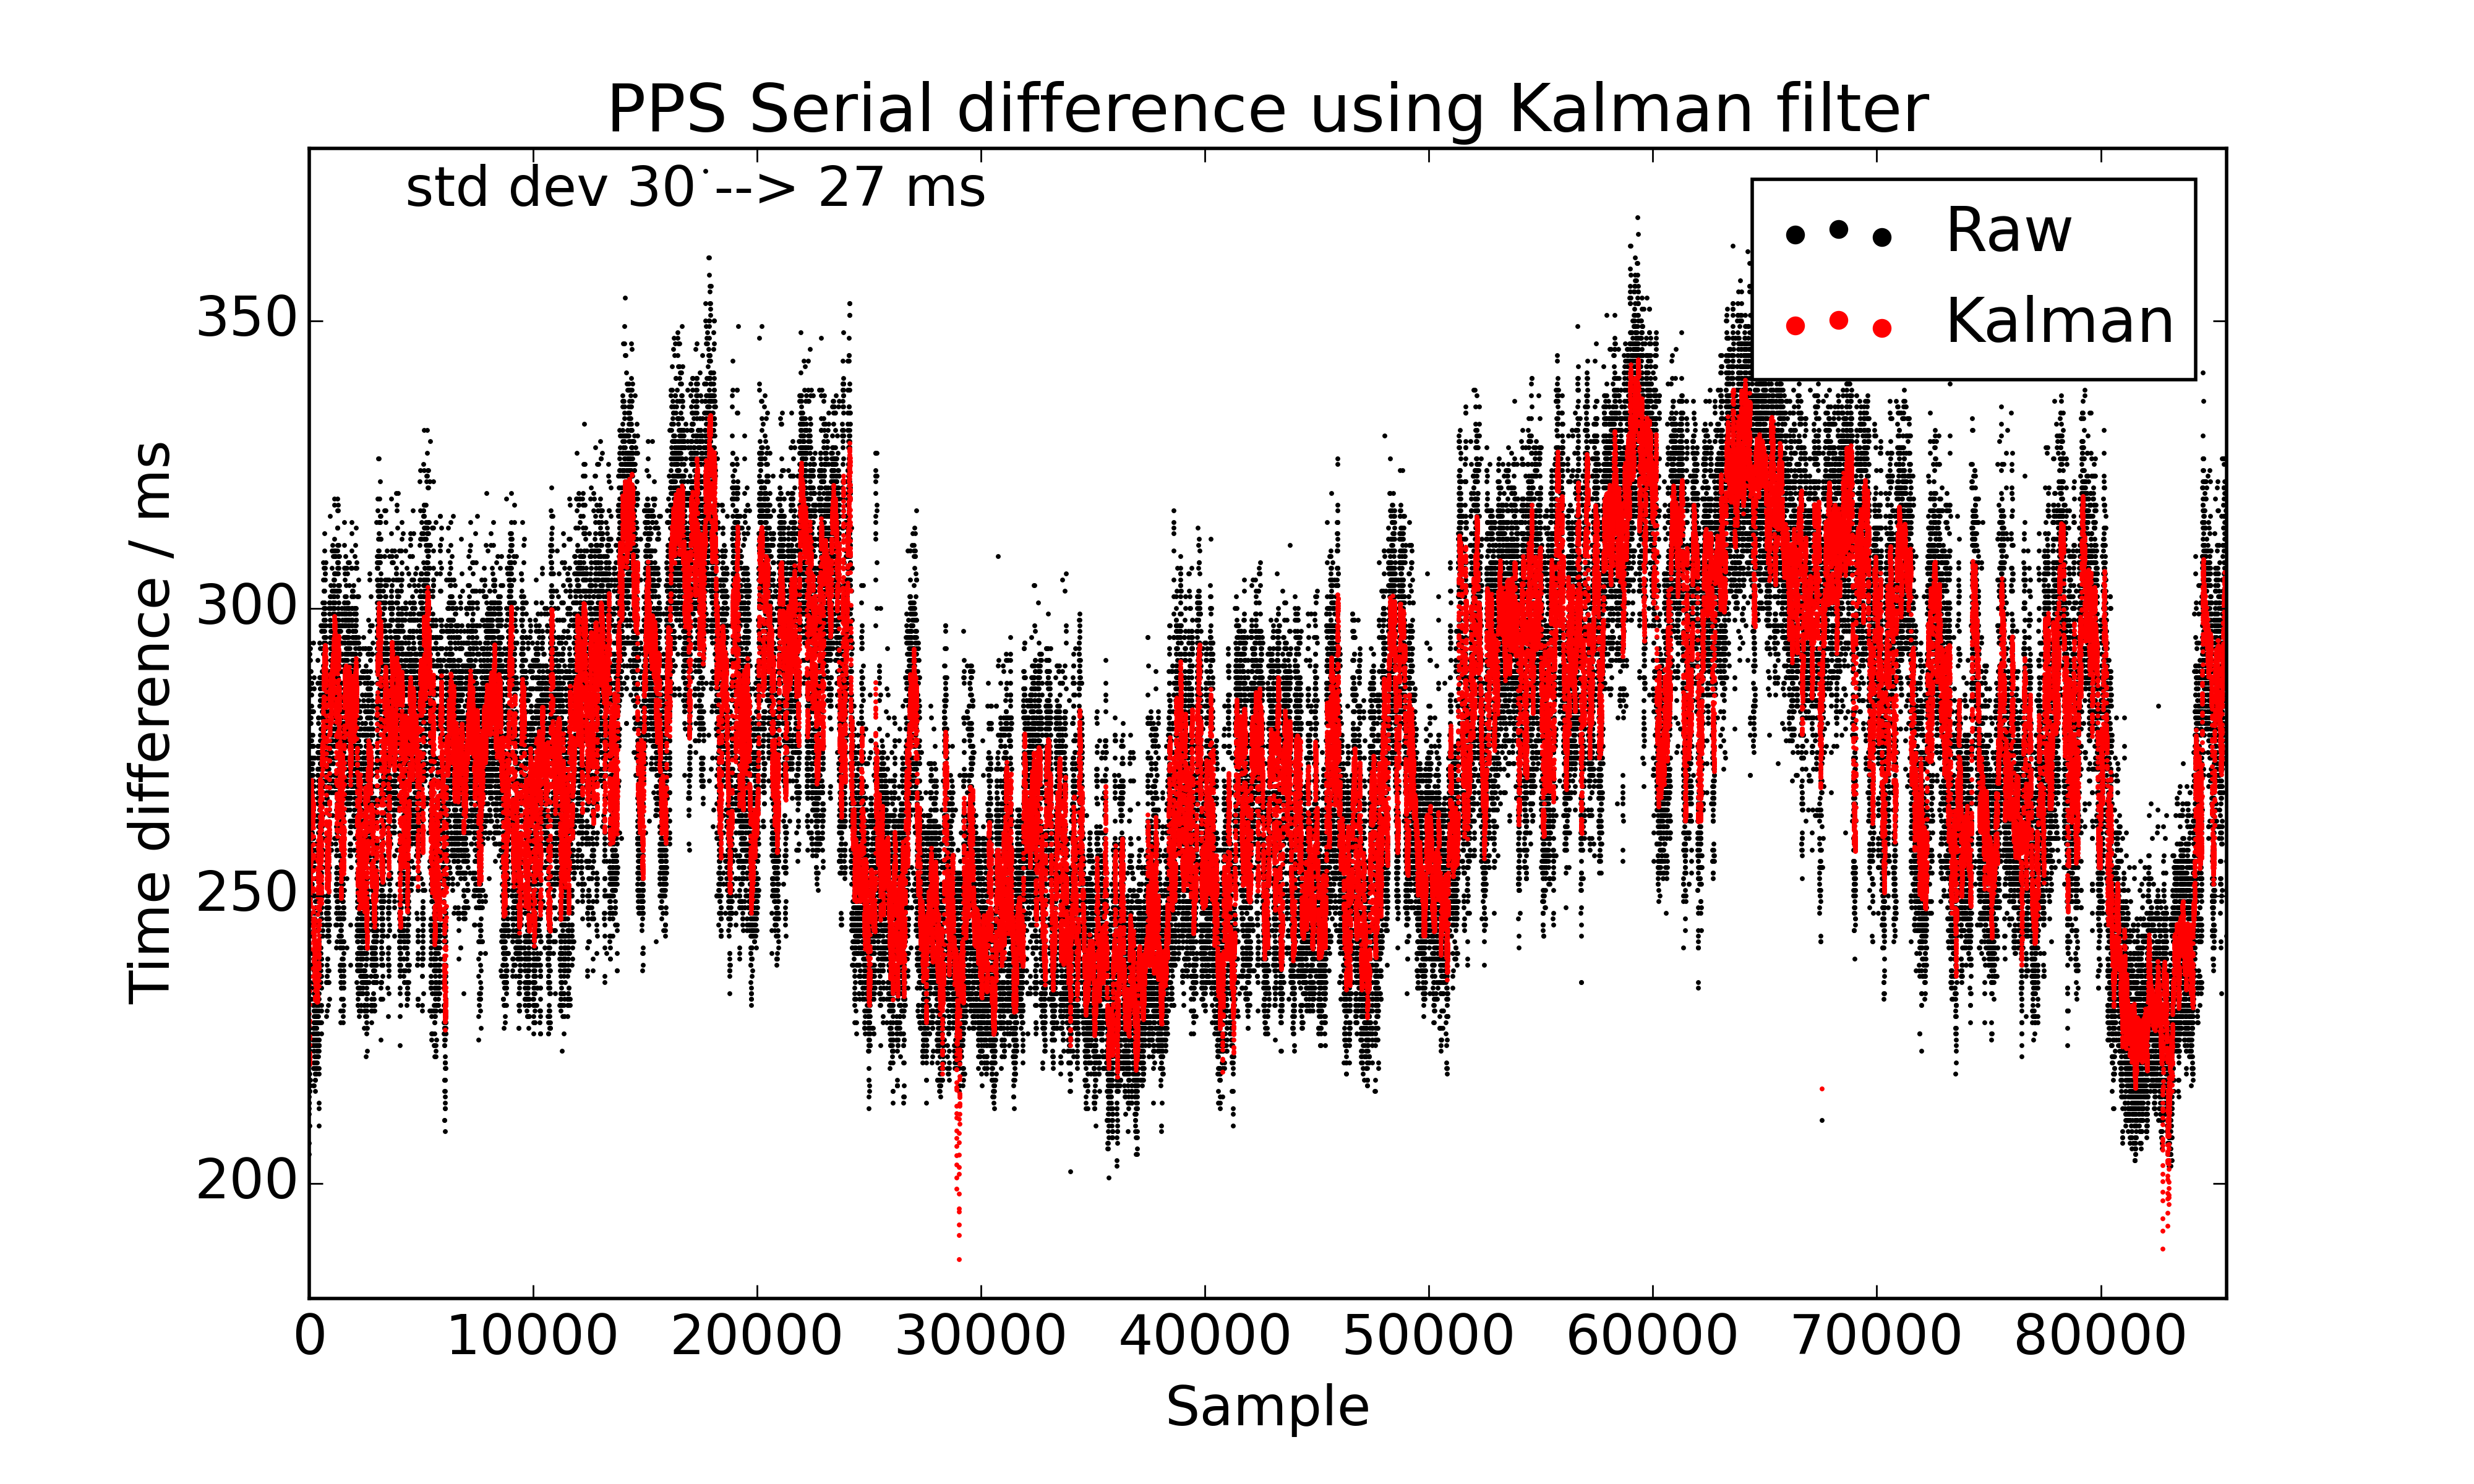 PPS Serial difference using Kalman filter
std dev 30 --> 27 ms
Raw
Kalman
Time difference / ms
350
300
250
200
0 10000 20000 30000 40000 50000 60000 70000 80000
Sample